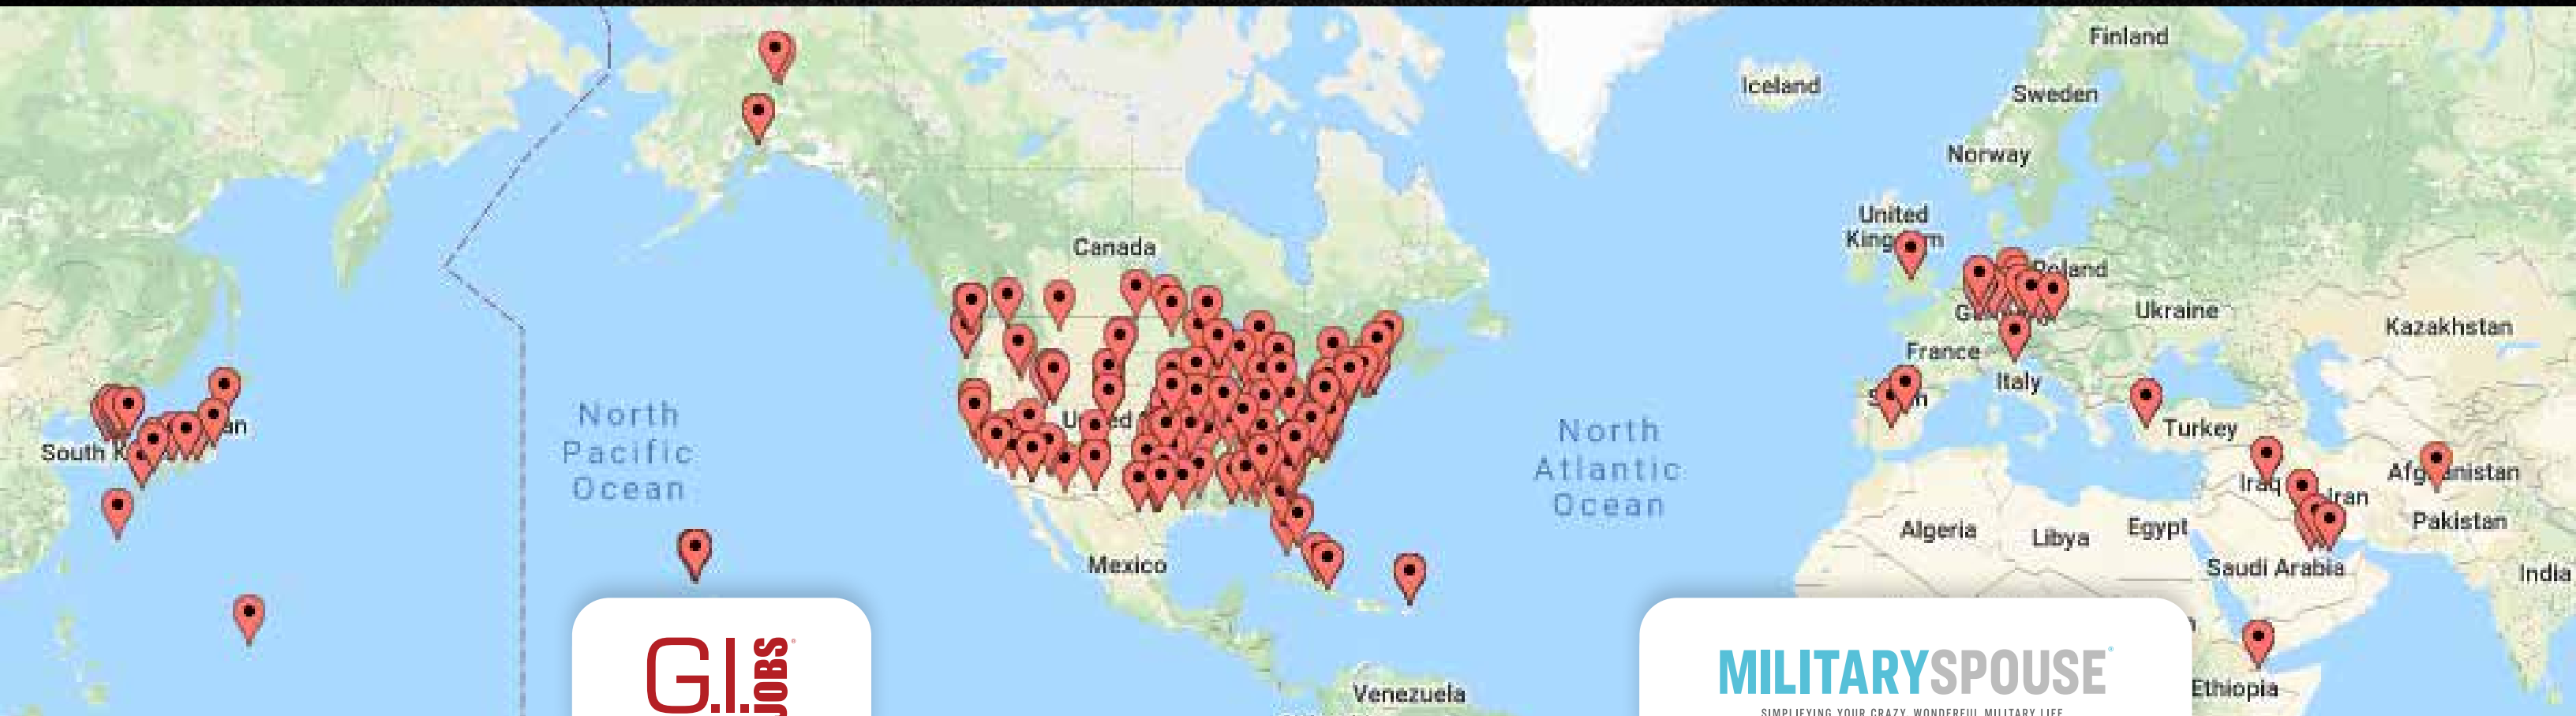 Finland
Iceland
Sweden
Norway
United
Canada
Poland
Ukraine
Kazakhstan
France
Italy
North
Pacific
Ocean
North
Atlantic
Ocean
Turkey
South
Afghanistan
Iraq
Iran
Pakistan
Algeria
Libya
Egypt
Mexico
Saudi Arabia
India
G.I. JOBS®
MILITARYSPOUSE®
SIMPLIFYING YOUR CRAZY, WONDERFUL MILITARY LIFE
Ethiopia
Venezuela